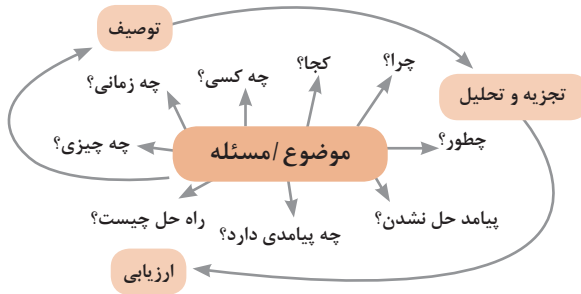 توصیف
چرا؟
کجا؟
چه کسی؟
چه زمانی؟
تجزیه و تحلیل
چطور؟
موضوع/مسئله
چه چیزی؟
پیامد حل نشدن؟
چه پیامدی دارد؟
راه حل چیست؟
ارزیابی